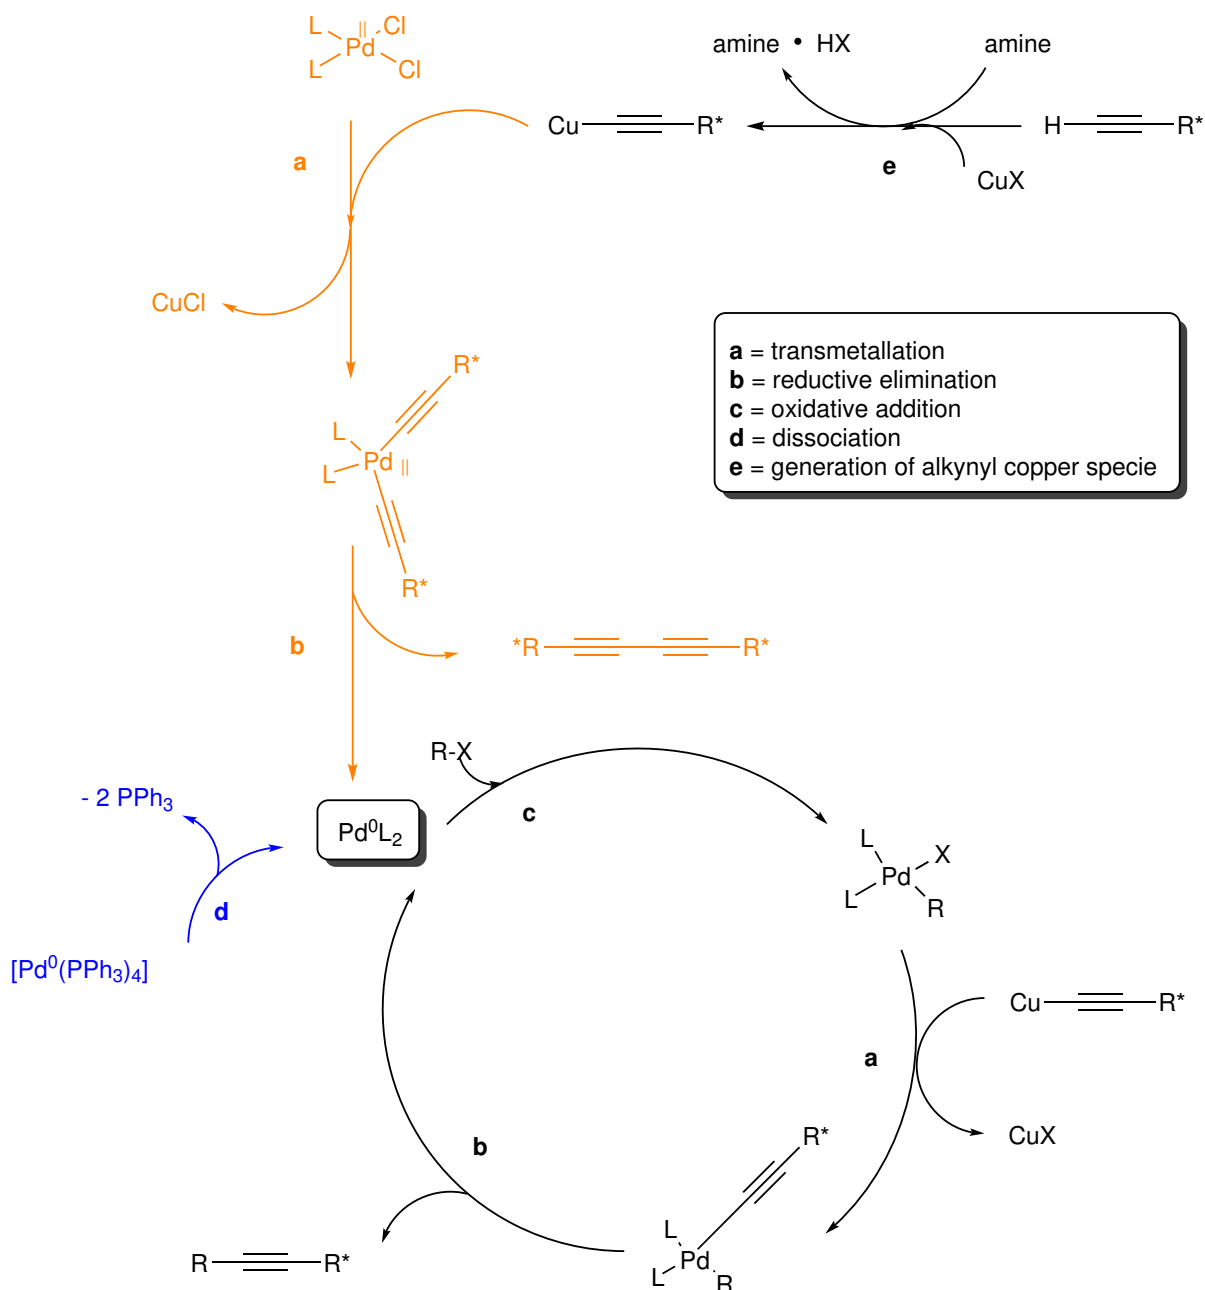 L II Cl
Pd
L Cl
amine • HX
amine
Cu R*
H R*
a
e
CuX
CuCl
a = transmetallation
b = reductive elimination
c = oxidative addition
d = dissociation
e = generation of alkynyl copper specie
R*
L
Pd II
L
R*
b
*R R*
R-X
- 2 PPh3
Pd0L2
c
L
X
Pd
L
R
d
[Pd0(PPh3)4]
Cu R*
a
CuX
R*
b
L
Pd
L
R
R R*